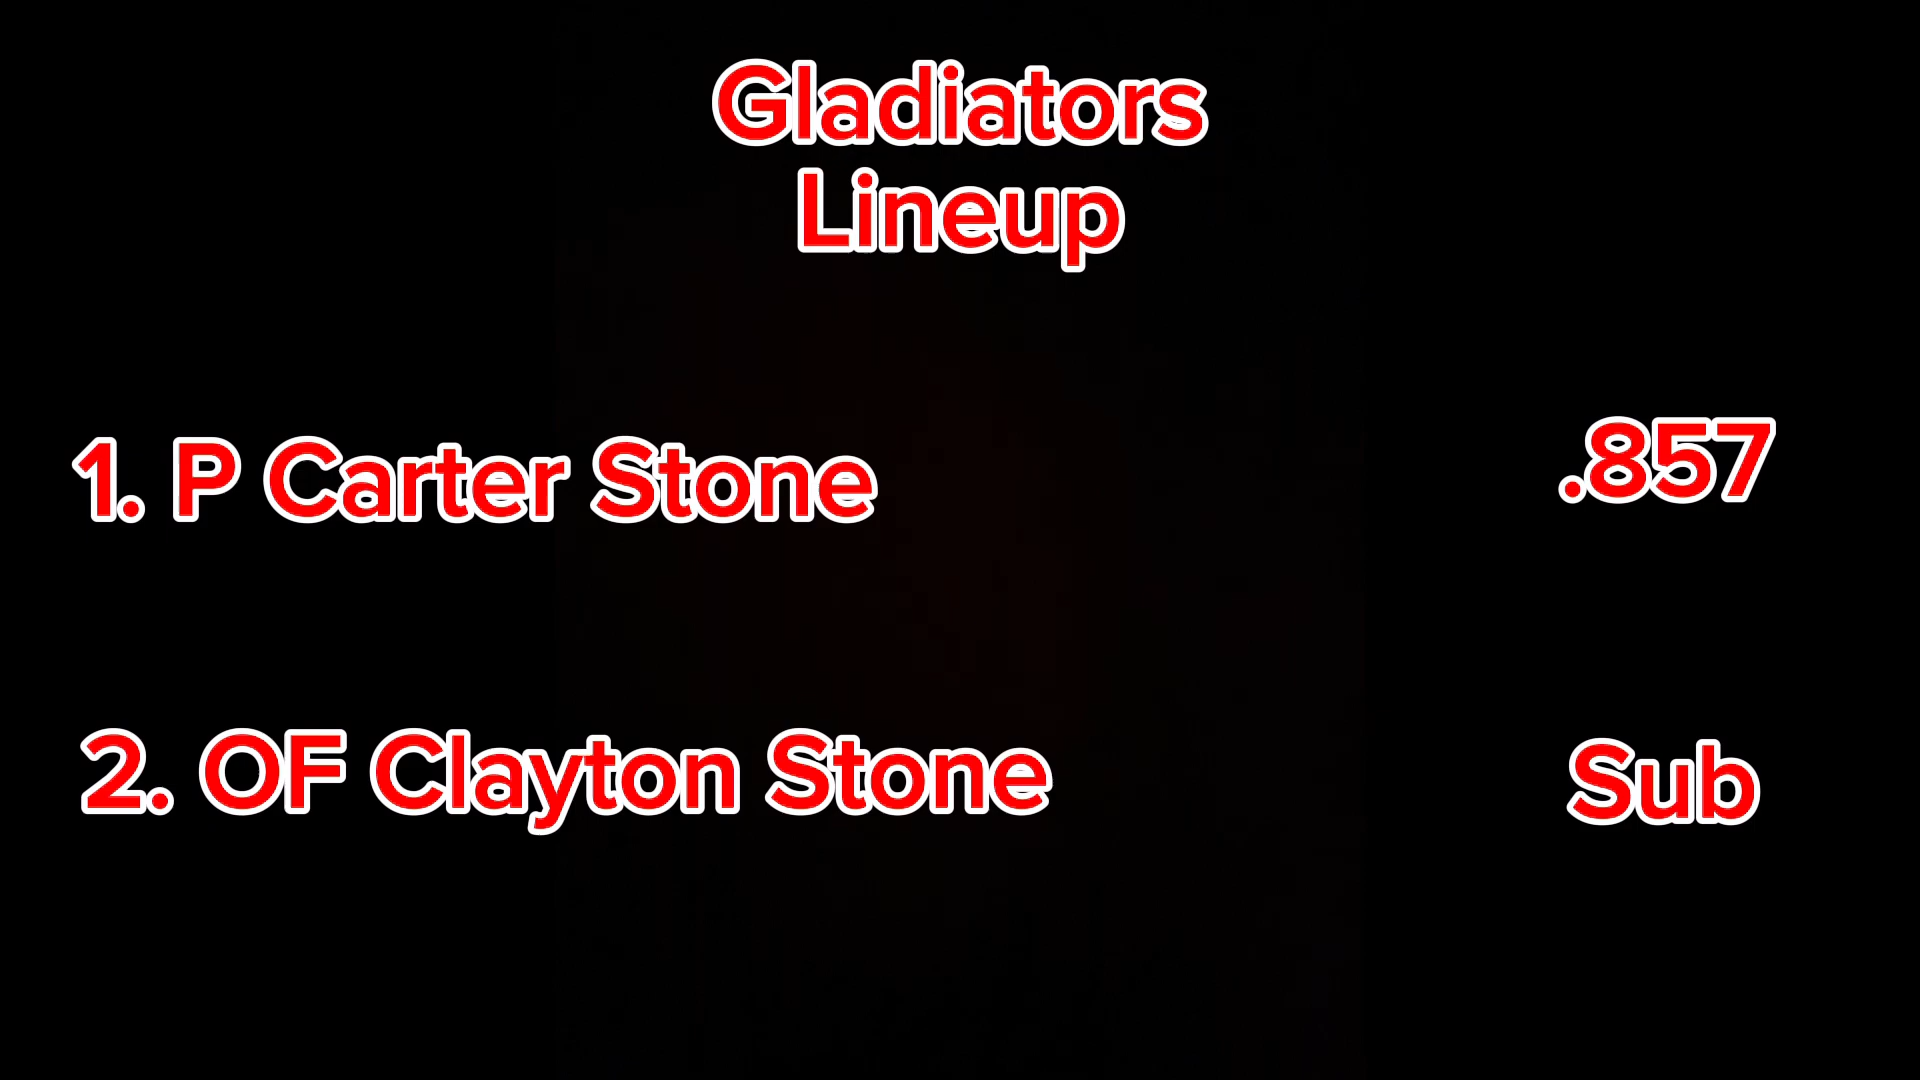 Gladiators
Lineup
1. P Carter Stone .857
2. OF Clayton Stone Sub